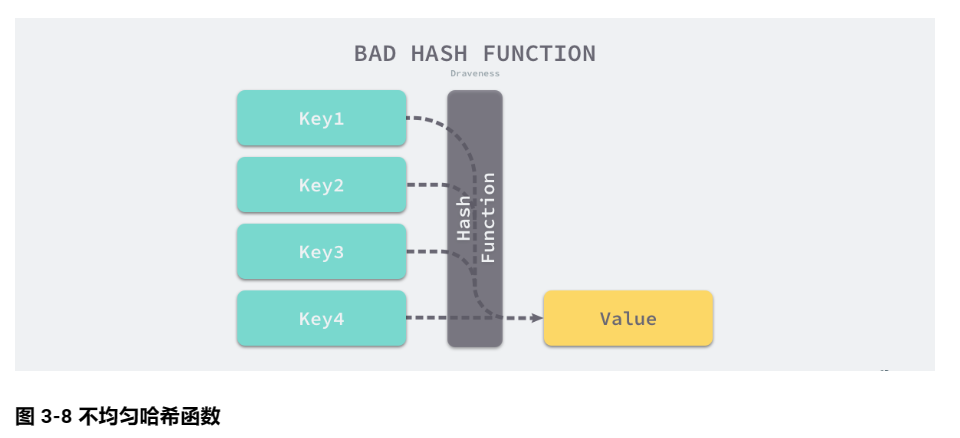 BAD HASH FUNCTION
Draveness
Key1
Key2
Key3
Key4
Hash
Function
Value
图 3-8 不均匀哈希函数